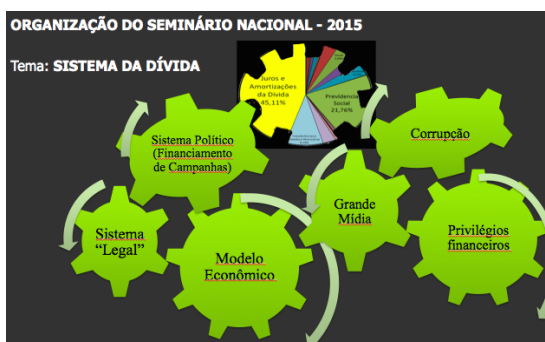 ORGANIZAÇÃO DO SEMINÁRIO NACIONAL - 2015
Tema: SISTEMA DA DÍVIDA
Juros e
Amortizações
da Dívida
45,11%
Previdência
Social
21,76%
Sistema Político
(Financiamento
de Campanhas)
Corrupção
Grande
Mídia
Sistema
“Legal”
Modelo
Econômico
Privilégios
financeiros